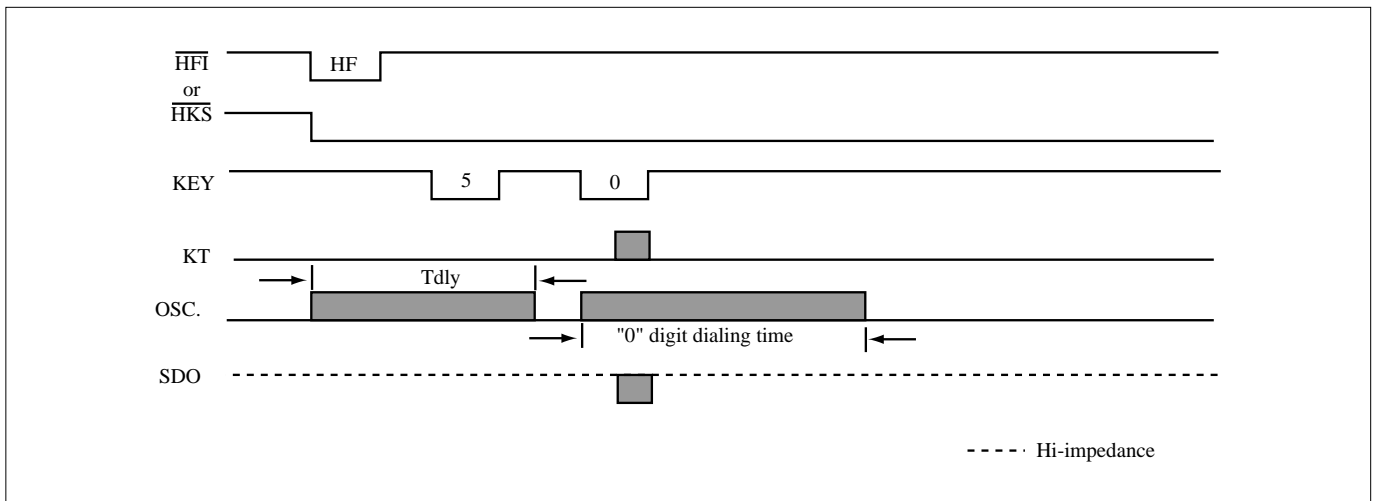 HFI
HF
or
HKS
KEY
5
0
KT
Tdly
OSC.
"0" digit dialing time
SDO
Hi-impedance